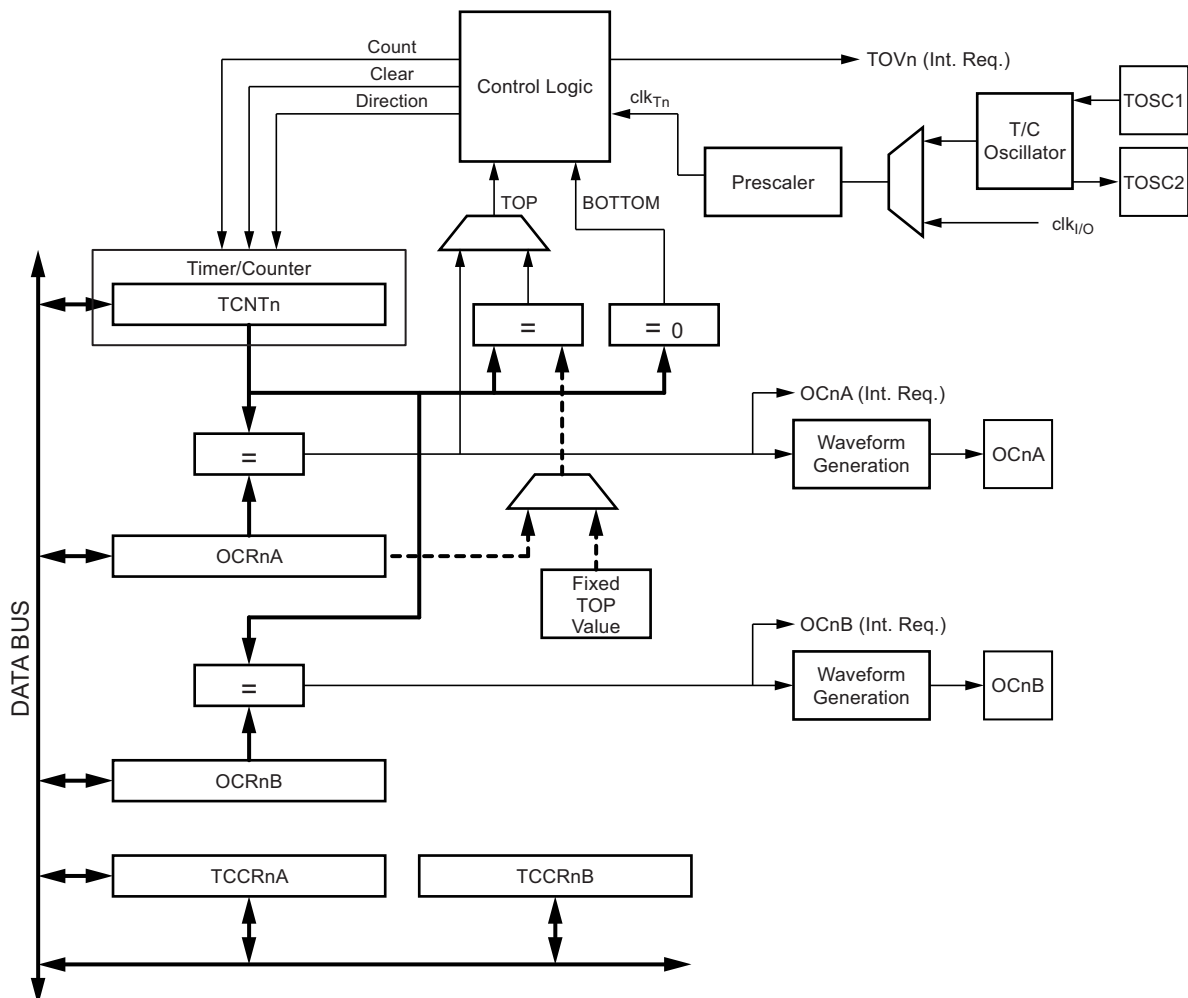 Count
Clear
Direction
Control Logic
TOVn (Int. Req.)
clkTn
TOSC1
T/C
Oscillator
TOSC2
Prescaler
clkI/O
TOP
BOTTOM
Timer/Counter
TCNTn
=
= 0
OCnA (Int. Req.)
=
Waveform
Generation
OCnA
OCRnA
Fixed
TOP
Value
OCnB (Int. Req.)
=
Waveform
Generation
OCnB
DATA BUS
OCRnB
TCCRnA
TCCRnB